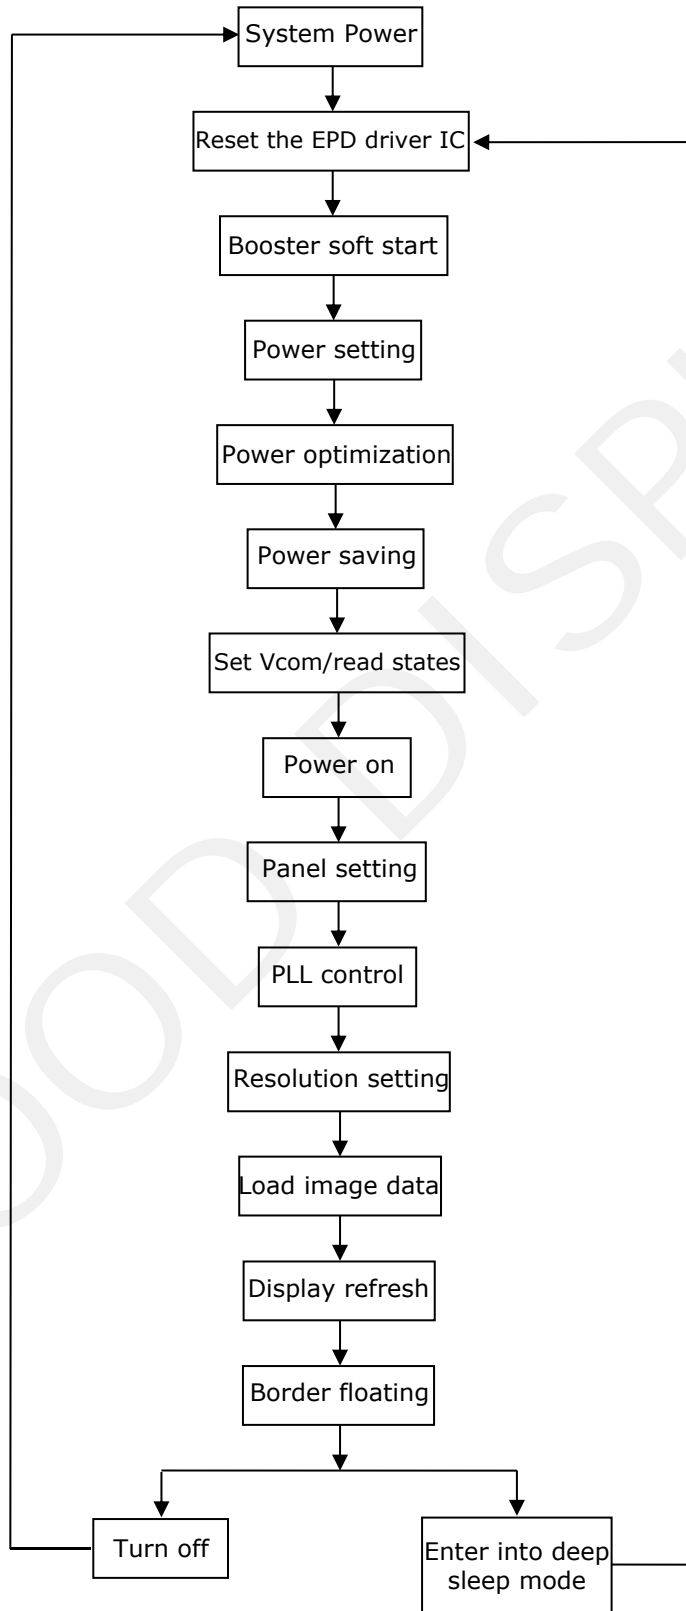 System Power
Reset the EPD driver IC
Booster soft start
Power setting
Power optimization
Power saving
Set Vcom/read states
Power on
Panel setting
PLL control
Resolution setting
Load image data
Display refresh
Border floating
Turn off
Enter into deep
sleep mode
OOD DISP